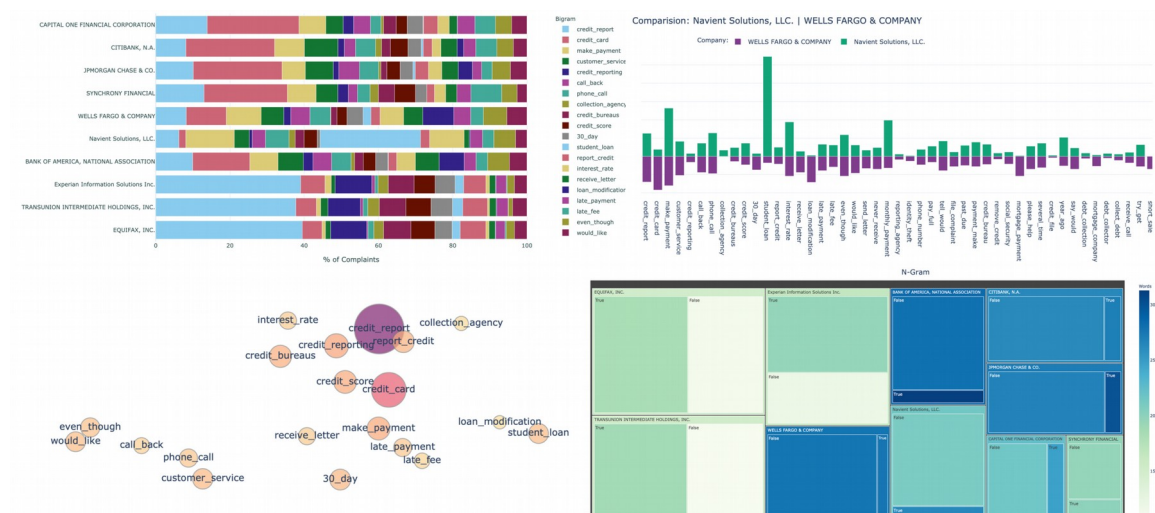 CAPITAL ONE FINANCIAL CORPORATION
CITIBANK, N.A.
JPMORGAN CHASE & CO.
SYNCHRONY FINANCIAL
WELLS FARGO & COMPANY
Navient Solutions, LLC.
BANK OF AMERICA, NATIONAL ASSOCIATION
Experian Information Solutions Inc.
TRANSUNION INTERMEDIATE HOLDINGS, INC.
EQUIFAX, INC.
0 20 40 60 80 100
% of Complaints
Bigram
credit_report
credit_card
make_payment
customer_service
credit_reporting
call_back
phone_call
collection_agency
credit_bureaus
credit_score
30_day
student_loan
report_credit
interest_rate
receive_letter
loan_modification
late_payment
late_fee
even_though
would_like
Comparision: Navient Solutions, LLC. | WELLS FARGO & COMPANY
Company: WELLS FARGO & COMPANY Navient Solutions, LLC.
credit_report
credit_card
make_payment
customer_service
credit_reporting
call_back
phone_call
collection_agency
credit_bureaus
credit_score
30_day
student_loan
report_credit
interest_rate
receive_letter
loan_modification
late_payment
late_fee
even_though
would_like
send_letter
never_receive
monthly_payment
reporting_agency
identity_theft
phone_number
pay_full
tell_would
file_complaint
past_due
payment_make
credit_bureau
remove_credit
social_security
mortgage_payment
please_help
several_time
credit_file
year_ago
say_would
debt_collection
mortgage_company
debt_collector
collect_debt
receive_call
try_get
short_sale
N-Gram
interest_rate
credit_report
collection_agency
credit_reporting
report_credit
credit_bureaus
credit_score
credit_card
even_though
would_like
call_back
phone_call
customer_service
receive_letter
make_payment
late_payment
late_fee
30_day
loan_modification
student_loan
EQUIFAX, INC.
True
False
TRANSUNION INTERMEDIATE HOLDINGS, INC.
True
False
Experian Information Solutions Inc.
True
False
WELLS FARGO & COMPANY
False
True
BANK OF AMERICA, NATIONAL ASSOCIATION
False
True
Navient Solutions, LLC.
False
True
CITIBANK, N.A.
False
True
JPMORGAN CHASE & CO.
False
True
CAPITAL ONE FINANCIAL CORPORATION
False
True
SYNCHRONY FINANCIAL
False
True
Words
30
25
20
15